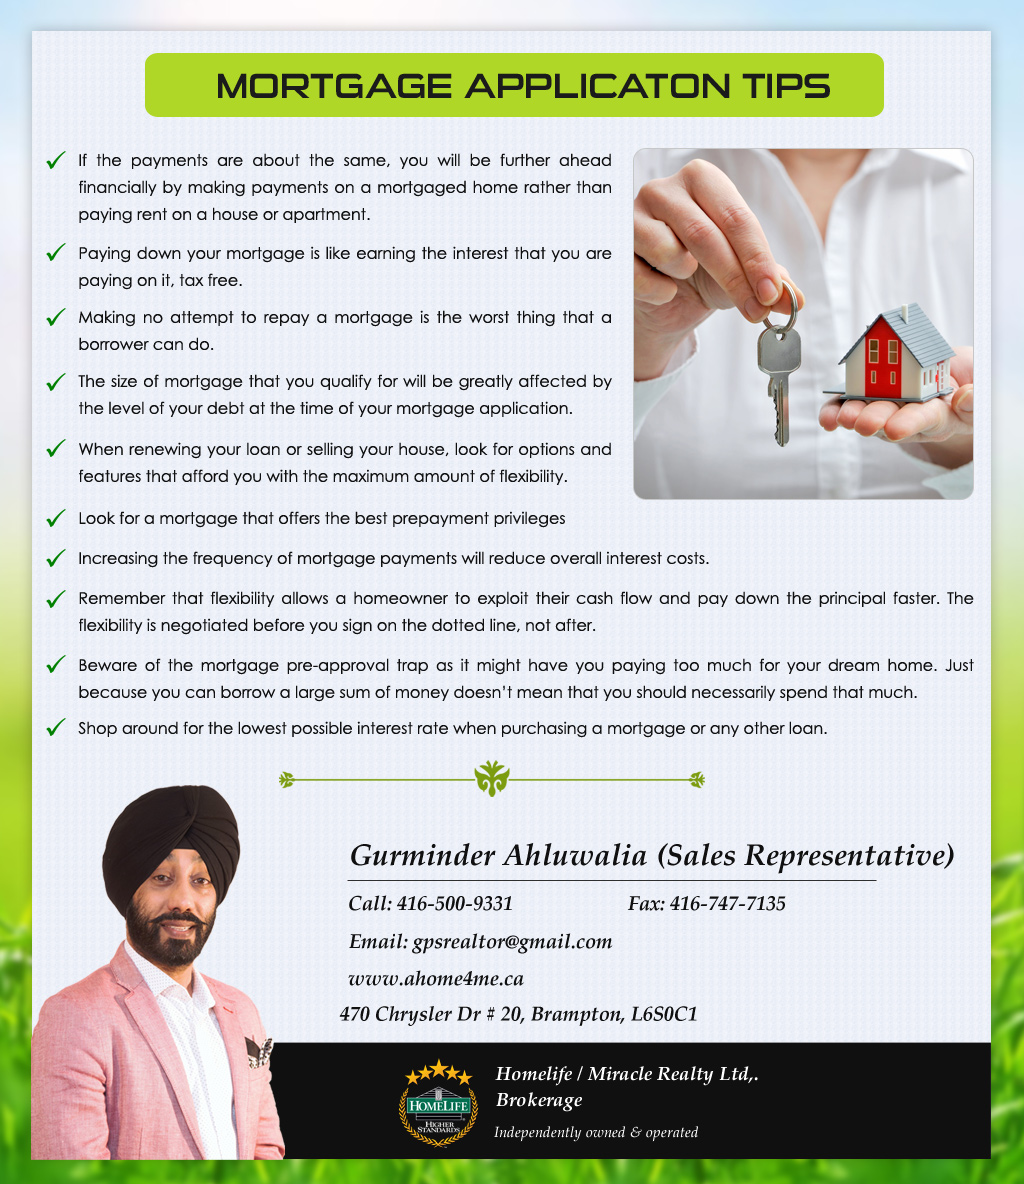 MORTGAGE APPLICATON TIPS
If the payments are about the same, you will be further ahead
financially by making payments on a mortgaged home rather than
paying rent on a house or apartment.
Paying down your mortgage is like earning the interest that you are
paying on it, tax free.
Making no attempt to repay a mortgage is the worst thing that a
borrower can do.
The size of mortgage that you qualify for will be greatly affected by
the level of your debt at the time of your mortgage application.
When renewing your loan or selling your house, look for options and
features that afford you with the maximum amount of flexibility.
Look for a mortgage that offers the best prepayment privileges
Increasing the frequency of mortgage payments will reduce overall interest costs.
Remember that flexibility allows a homeowner to exploit their cash flow and pay down the principal faster. The
flexibility is negotiated before you sign on the dotted line, not after.
Beware of the mortgage pre-approval trap as it might have you paying too much for your dream home. Just
because you can borrow a large sum of money doesn't mean that you should necessarily spend that much.
Shop around for the lowest possible interest rate when purchasing a mortgage or any other loan.
Gurminder Ahluwalia (Sales Representative)
Call: 416-500-9331 Fax: 416-747-7135
Email: gpsrealtor@gmail.com
www.ahome4me.ca
470 Chrysler Dr # 20, Brampton, L6S0C1
HOMELIFE
HIGHER
STANDARDS
Homelife / Miracle Realty Ltd,.
Brokerage
Independently owned & operated